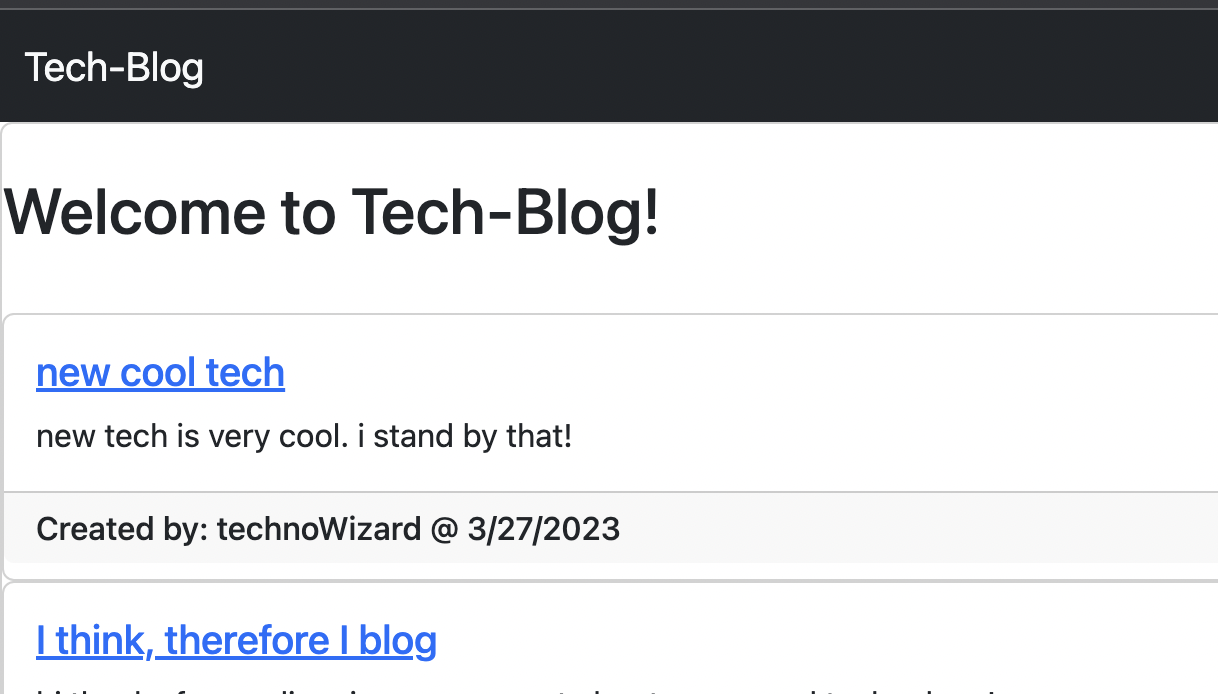 Tech-Blog
Welcome to Tech-Blog!
new cool tech
new tech is very cool. i stand by that!
Created by: technoWizard @ 3/27/2023
I think, therefore I blog